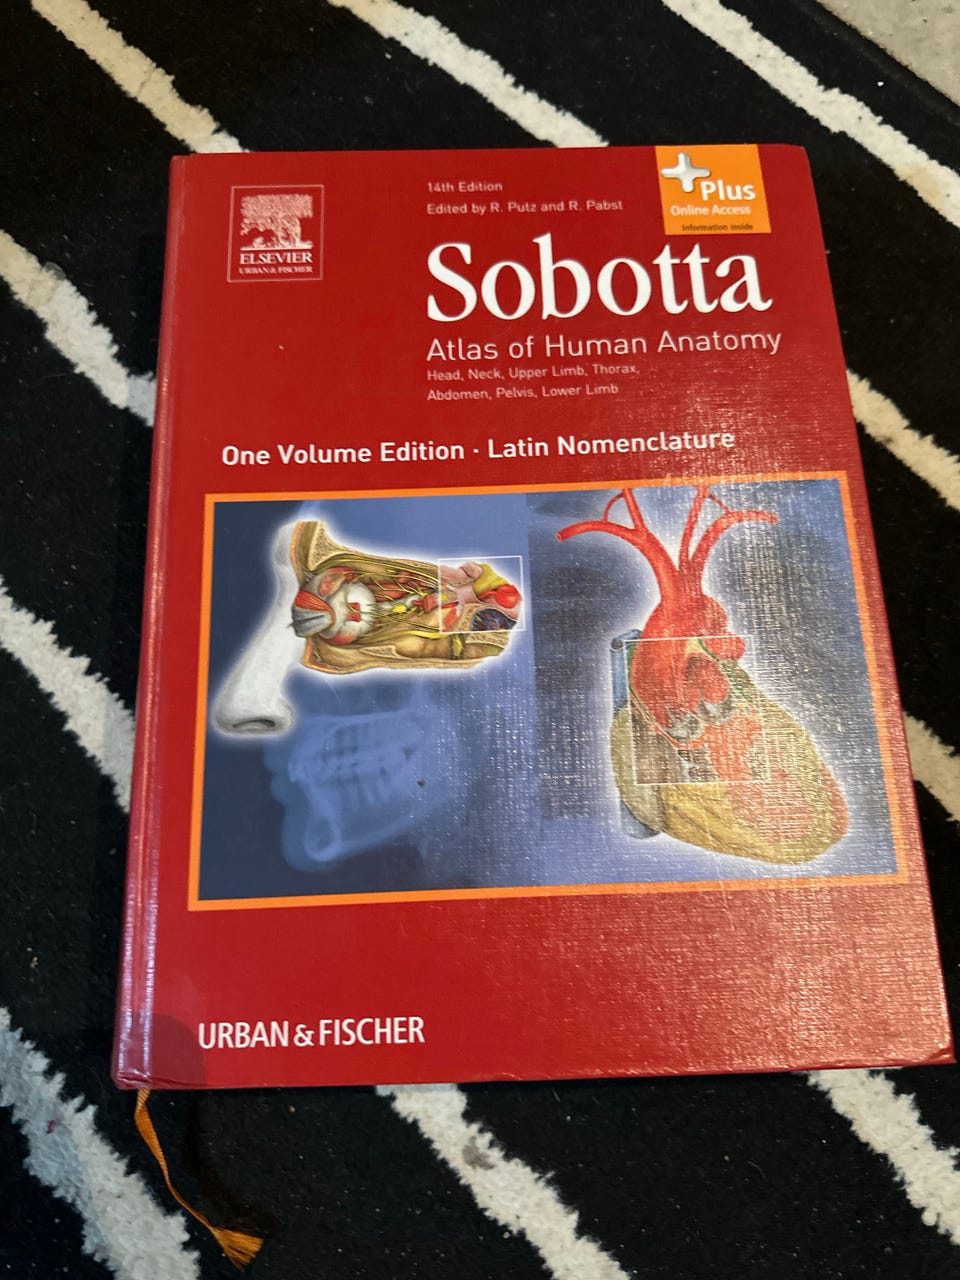 ELSEVIER
URBAN & FISCHER
14th Edition
Edited by R. Putz and R. Pabst
Plus
Online Access
Information inside
Sobotta
Atlas of Human Anatomy
Head, Neck, Upper Limb, Thorax,
Abdomen, Pelvis, Lower Limb
One Volume Edition · Latin Nomenclature
URBAN & FISCHER